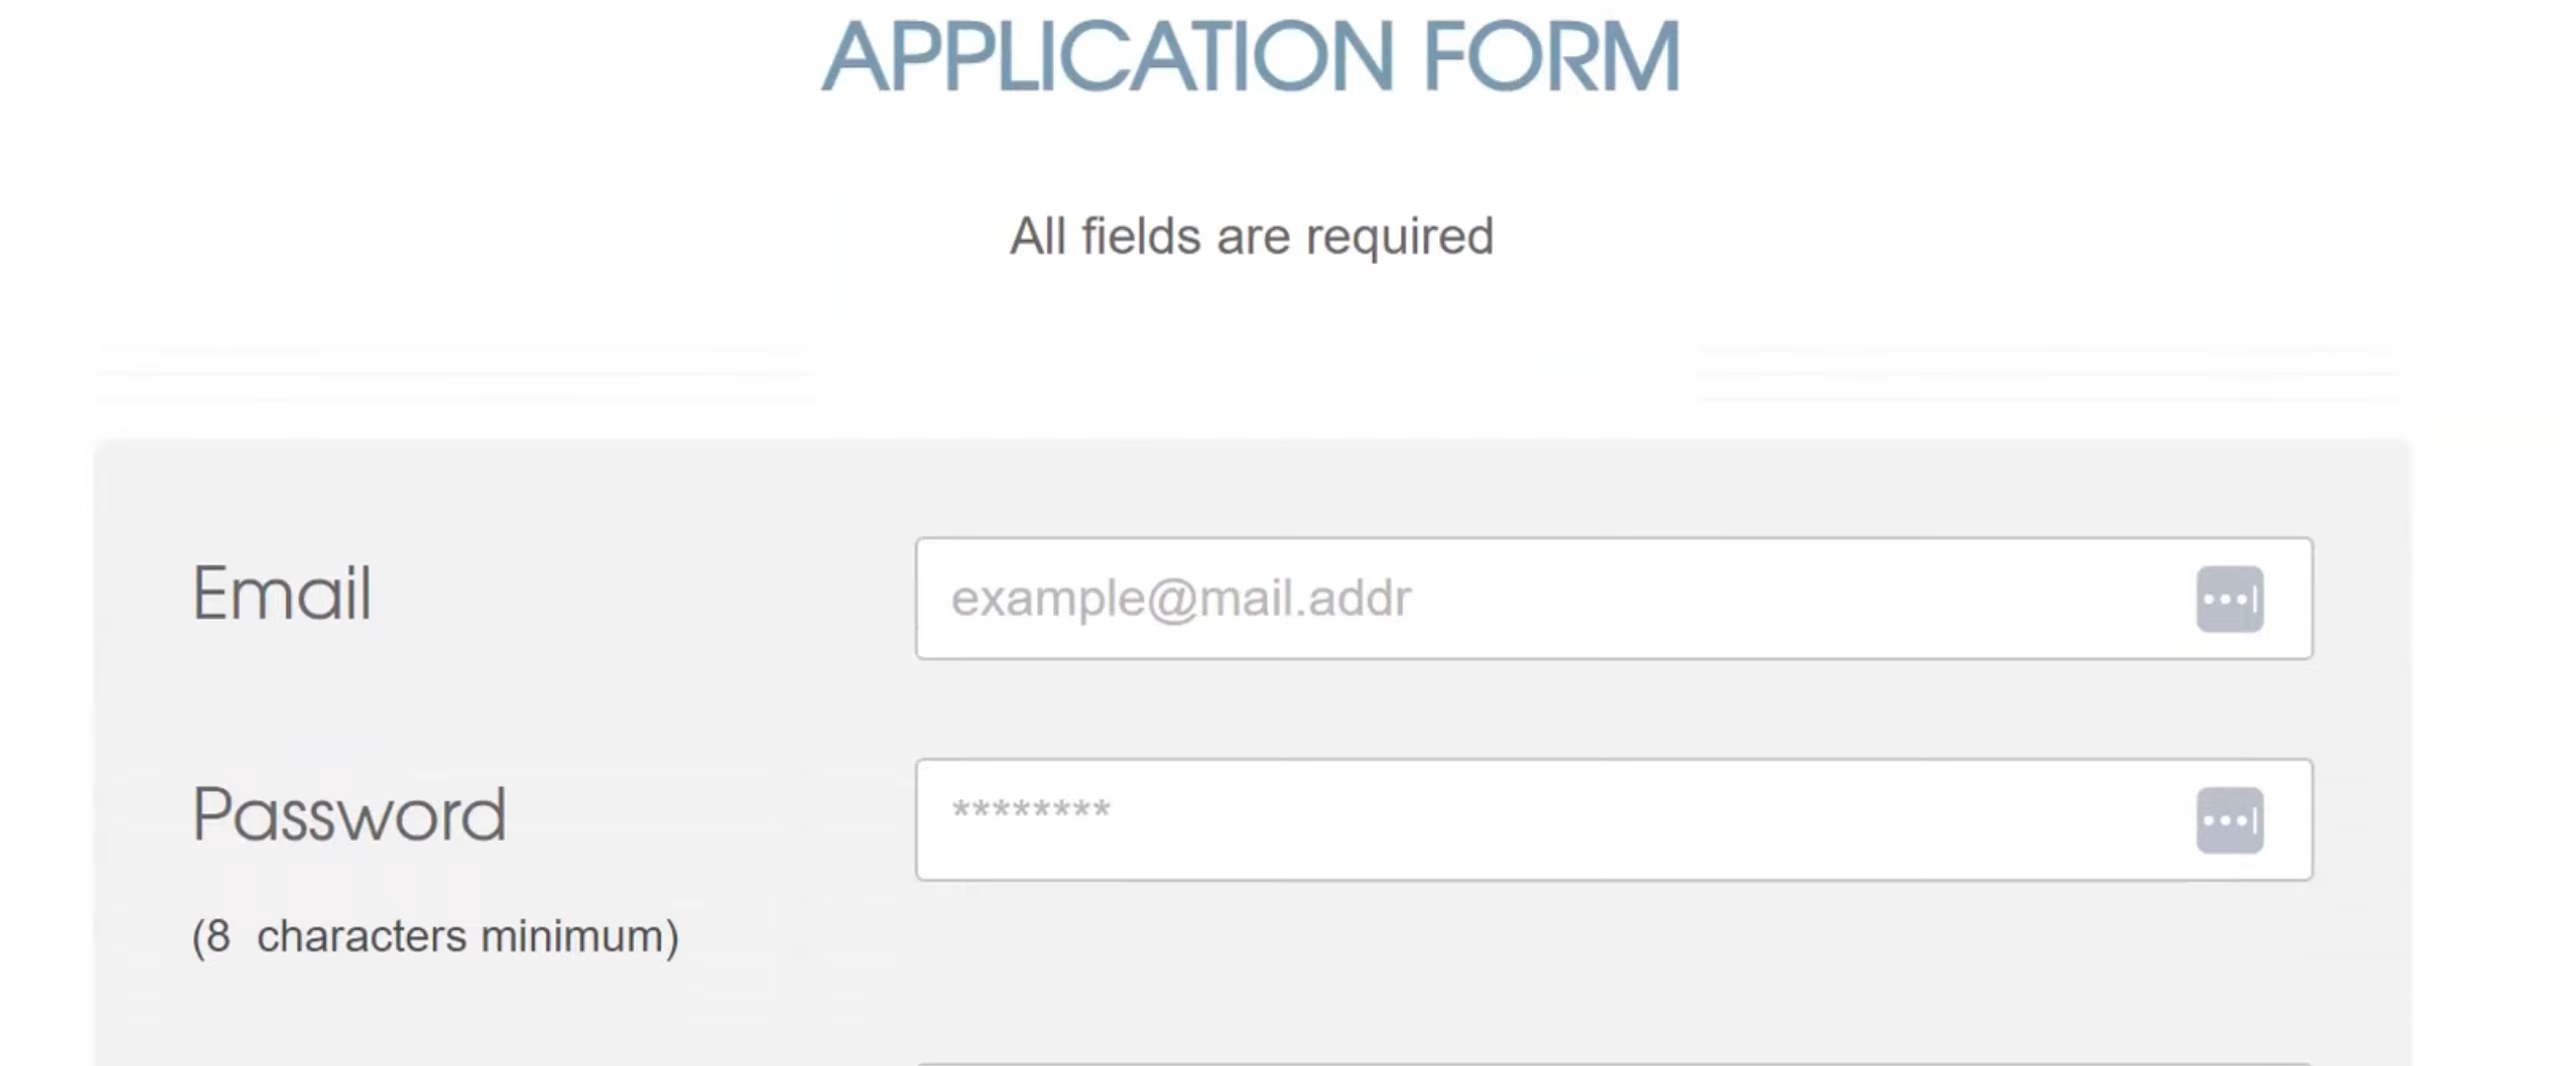 APPLICATION FORM
All fields are required
Email
example@mail.addr
Password
********
(8 characters minimum)